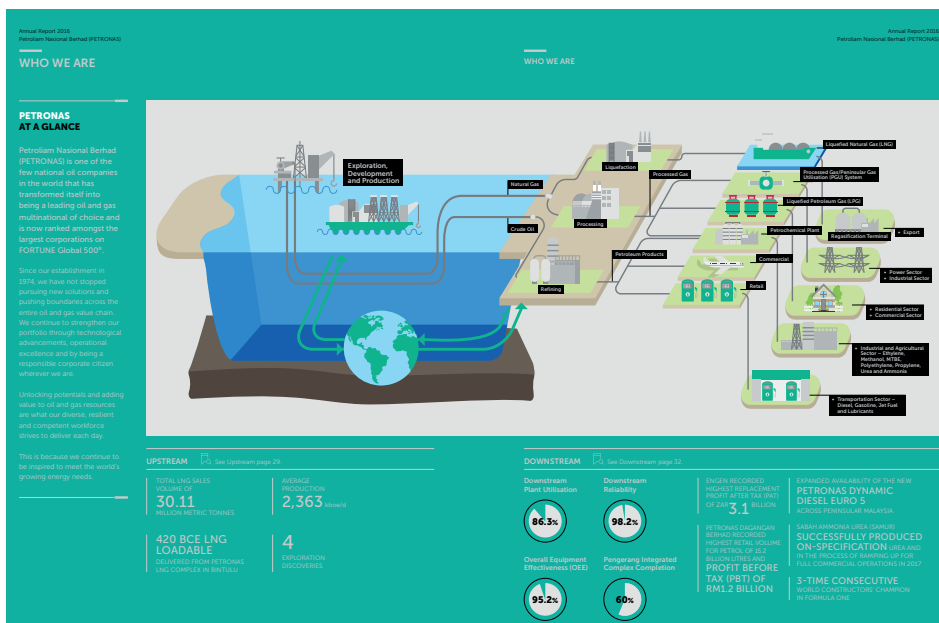 Annual Report 2016
Petroliam Nasional Berhad (PETRONAS)
WHO WE ARE
Annual Report 2016
Petroliam Nasional Berhad (PETRONAS)
WHO WE ARE
PETRONAS
AT A GLANCE
Petroliam Nasional Berhad
(PETRONAS) is one of the
few national oil companies
in the world that has
transformed itself into
being a leading oil and gas
multinational of choice and
is now ranked amongst the
largest corporations on
FORTUNE Global 500®.
Since our establishment in
1974, we have not stopped
pursuing new solutions and
pushing boundaries across the
entire oil and gas value chain.
We continue to strengthen our
portfolio through technological
advancements, operational
excellence and by being a
responsible corporate citizen
wherever we are.
Unlocking potentials and adding
value to oil and gas resources
are what our diverse, resilient
and competent workforce
strives to deliver each day.
This is because we continue to
be inspired to meet the world's
growing energy needs.
Exploration,
Development
and Production
Natural Gas
Crude Oil
Liquefaction
Processing
Refining
Processed Gas
Petroleum Products
Liquefied Natural Gas (LNG)
Processed Gas/Peninsular Gas
Utilisation (PGU) System
Liquefied Petroleum Gas (LPG)
Petrochemical Plant
Commercial
Retail
Regasification Terminal
• Export
• Power Sector
• Industrial Sector
• Residential Sector
• Commercial Sector
• Industrial and Agricultural
Sector – Ethylene,
Methanol, MTBE,
Polyethylene, Propylene,
Urea and Ammonia
• Transportation Sector –
Diesel, Gasoline, Jet Fuel
and Lubricants
UPSTREAM
See Upstream page 29.
TOTAL LNG SALES
VOLUME OF
30.11
MILLION METRIC TONNES
AVERAGE
PRODUCTION
2,363 kboe/d
420 BCE LNG
LOADABLE
DELIVERED FROM PETRONAS
LNG COMPLEX IN BINTULU
4
EXPLORATION
DISCOVERIES
DOWNSTREAM
See Downstream page 32.
Downstream
Plant Utilisation
86.3%
Downstream
Reliability
98.2%
Overall Equipment
Effectiveness (OEE)
95.2%
Pengerang Integrated
Complex Completion
60%
ENGEN RECORDED
HIGHEST REPLACEMENT
PROFIT AFTER TAX (PAT)
OF ZAR 3.1 BILLION
PETRONAS DAGANGAN
BERHAD RECORDED
HIGHEST RETAIL VOLUME
FOR PETROL OF 15.2
BILLION LITRES AND
PROFIT BEFORE
TAX (PBT) OF
RM1.2 BILLION
EXPANDED AVAILABILITY OF THE NEW
PETRONAS DYNAMIC
DIESEL EURO 5
ACROSS PENINSULAR MALAYSIA
SABAH AMMONIA UREA (SAMUR)
SUCCESSFULLY PRODUCED
ON-SPECIFICATION UREA AND
IN THE PROCESS OF RAMPING UP FOR
FULL COMMERCIAL OPERATIONS IN 2017
3-TIME CONSECUTIVE
WORLD CONSTRUCTORS' CHAMPION
IN FORMULA ONE